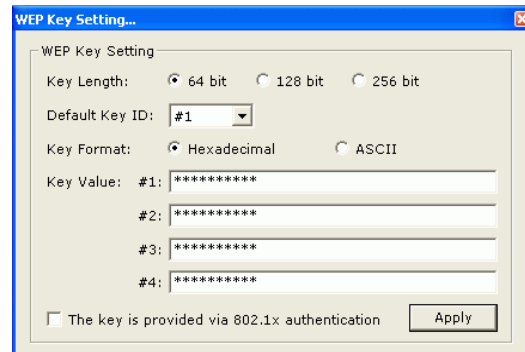 WEP Key Setting...
WEP Key Setting
Key Length: 64 bit 128 bit 256 bit
Default Key ID: #1
Key Format: Hexadecimal ASCII
Key Value: #1: **********
#2: **********
#3: **********
#4: **********
The key is provided via 802.1x authentication Apply